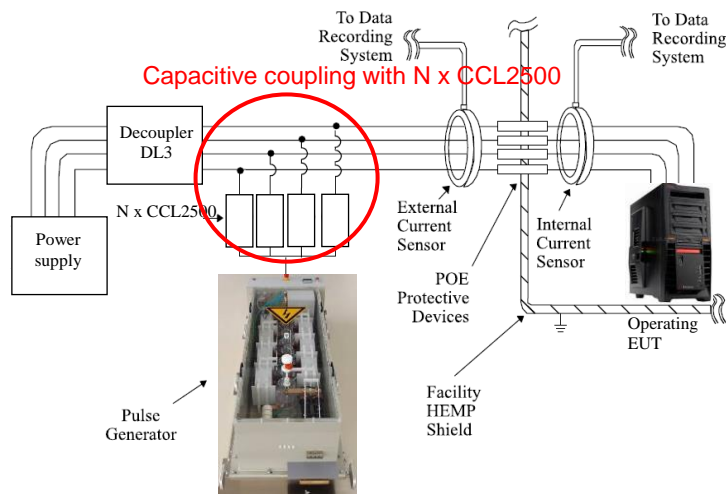 To Data
Recording
System
To Data
Recording
System
Capacitive coupling with N x CCL2500
Decoupler
DL3
N x CCL2500
Power
supply
External
Current
Sensor
Internal
Current
Sensor
POE
Protective
Devices
Operating
EUT
Facility
HEMP
Shield
Pulse
Generator